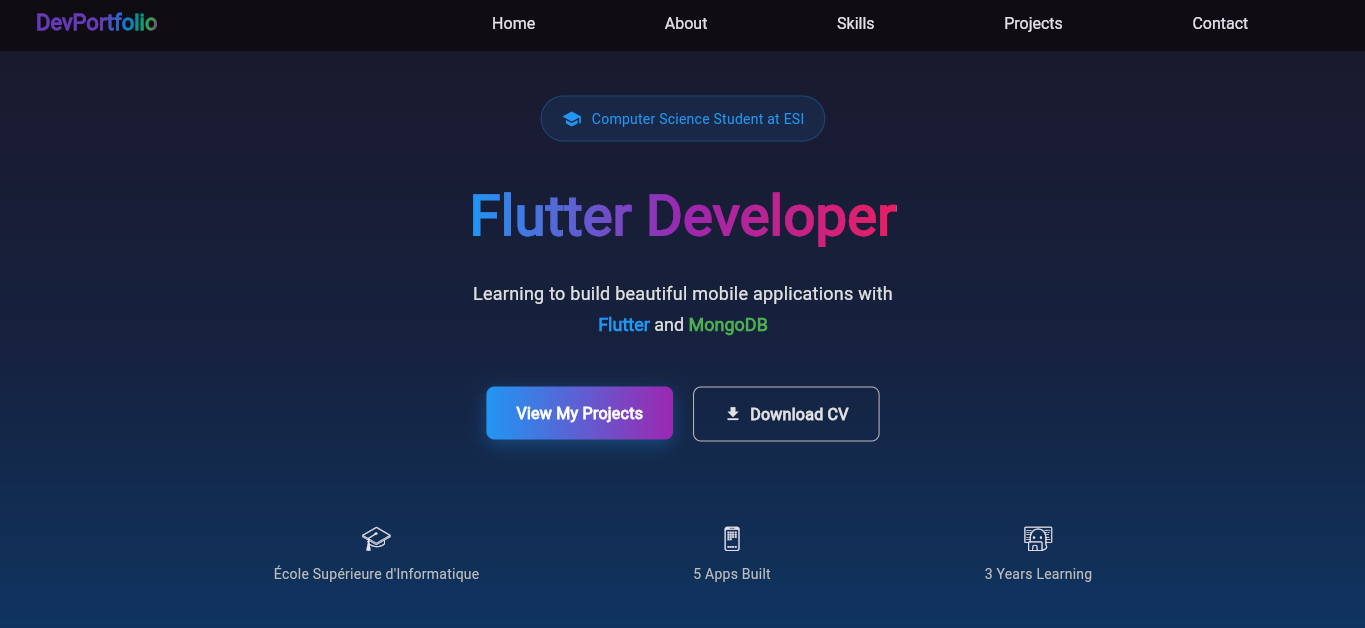 DevPortfolio
Home
About
Skills
Projects
Contact
Computer Science Student at ESI
Flutter Developer
Learning to build beautiful mobile applications with
Flutter and MongoDB
View My Projects
Download CV
École Supérieure d'Informatique
5 Apps Built
3 Years Learning